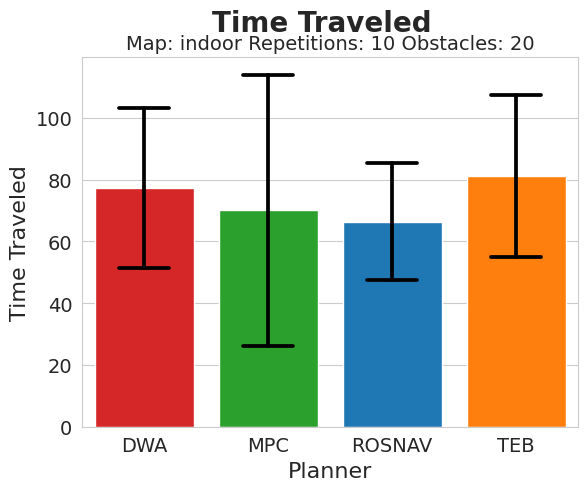 Time Traveled
Map: indoor Repetitions: 10 Obstacles: 20
Time Traveled
100
80
60
40
20
0
DWA MPC ROSNAV TEB
Planner